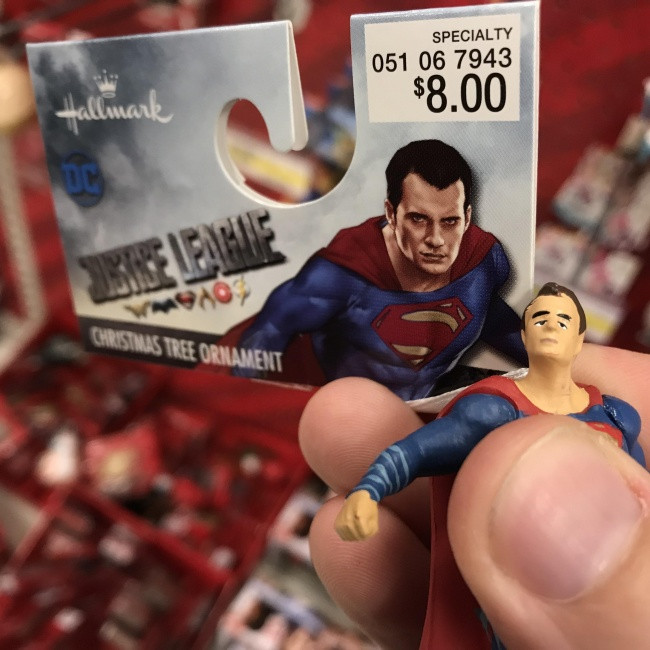 SPECIALTY
051 06 7943
$8.00
Hallmark
DC
JUSTICE LEAGUE
CHRISTMAS TREE ORNAMENT